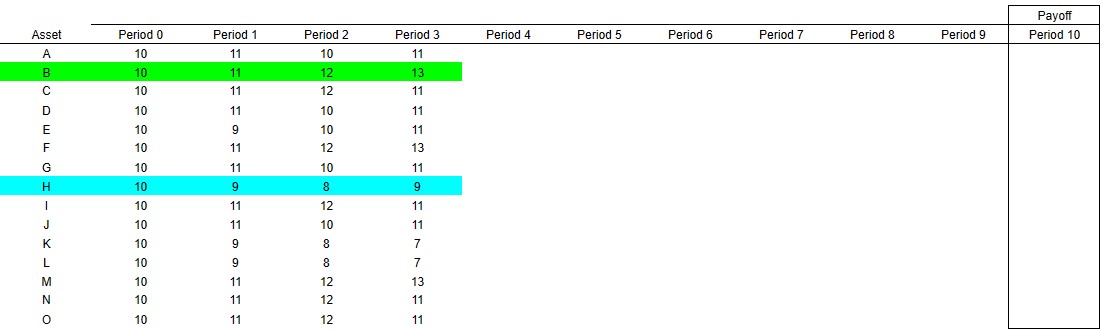 Payoff
Asset Period 0 Period 1 Period 2 Period 3 Period 4 Period 5 Period 6 Period 7 Period 8 Period 9 Period 10
A 10 11 10 11
B 10 11 12 13
C 10 11 12 11
D 10 11 10 11
E 10 9 10 11
F 10 11 12 13
G 10 11 10 11
H 10 9 8 9
I 10 11 12 11
J 10 11 10 11
K 10 9 8 7
L 10 9 8 7
M 10 11 12 13
N 10 11 12 11
O 10 11 12 11